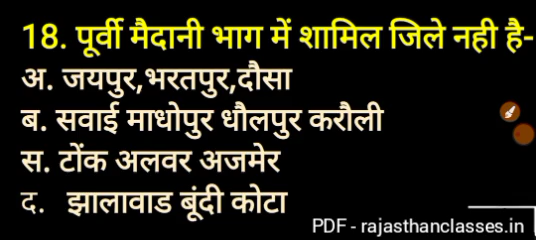 18. पूर्वी मैदानी भाग में शामिल जिले नही है-
अ. जयपुर,भरतपुर,दौसा
ब. सवाई माधोपुर धौलपुर करौली
स. टोंक अलवर अजमेर
द. झालावाड बूंदी कोटा
PDF - rajasthanclasses.in